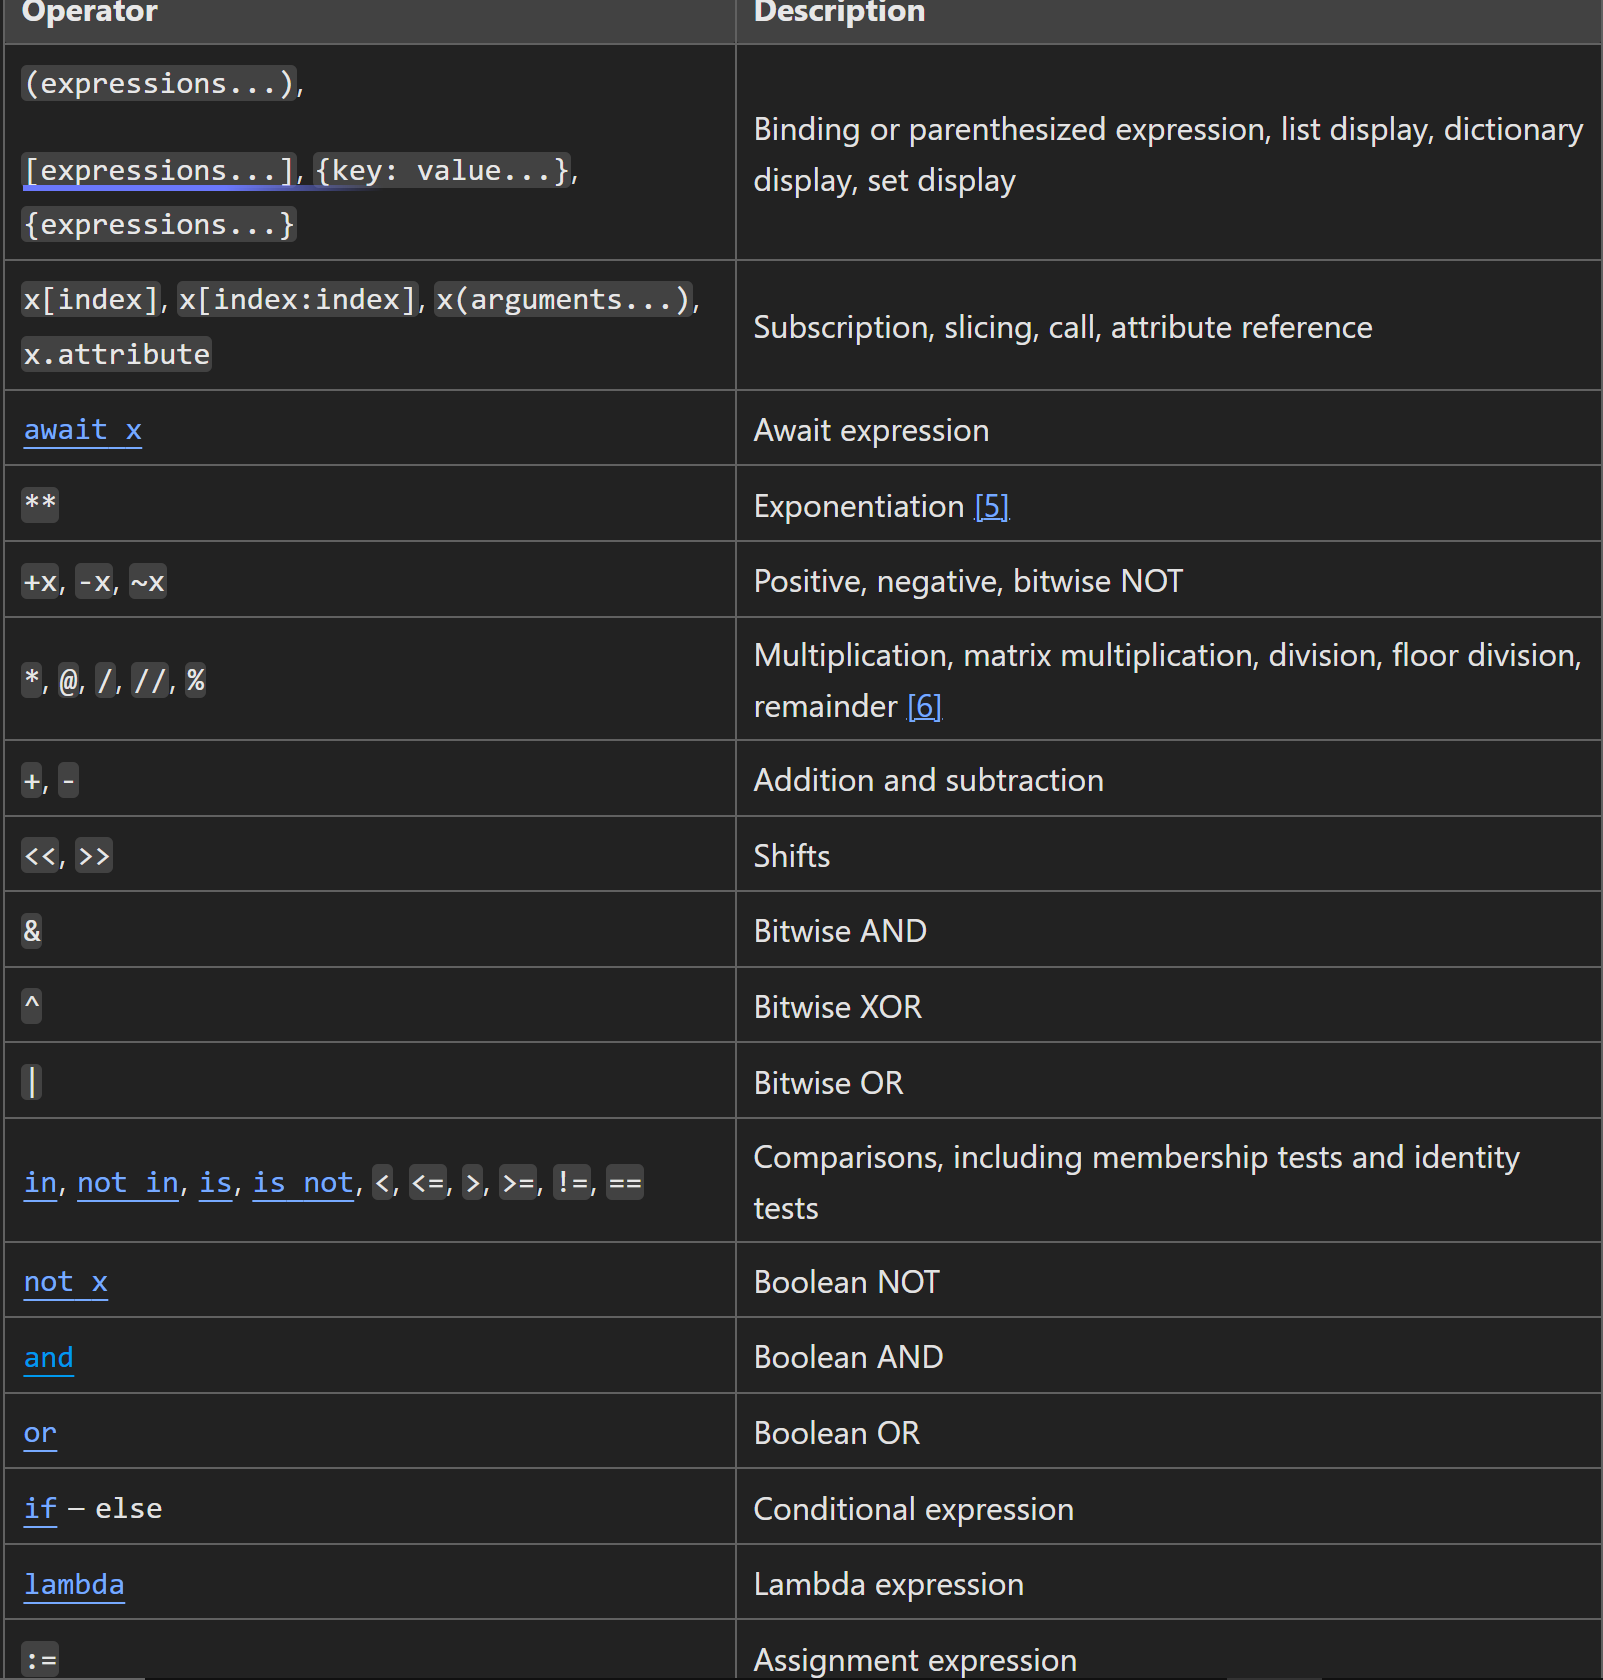 Operator
Description
(expressions...),
[expressions...], {key: value...},
{expressions...}
Binding or parenthesized expression, list display, dictionary
display, set display
x[index], x[index:index], x(arguments...),
x.attribute
Subscription, slicing, call, attribute reference
await x
Await expression
**
Exponentiation [5]
+x, -x, ~x
Positive, negative, bitwise NOT
*, @, /, //, %
Multiplication, matrix multiplication, division, floor division,
remainder [6]
+, -
Addition and subtraction
<<, >>
Shifts
&
Bitwise AND
^
Bitwise XOR
|
Bitwise OR
in, not in, is, is not, <, <=, >, >=, !=, ==
Comparisons, including membership tests and identity
tests
not x
Boolean NOT
and
Boolean AND
or
Boolean OR
if – else
Conditional expression
lambda
Lambda expression
:=
Assignment expression